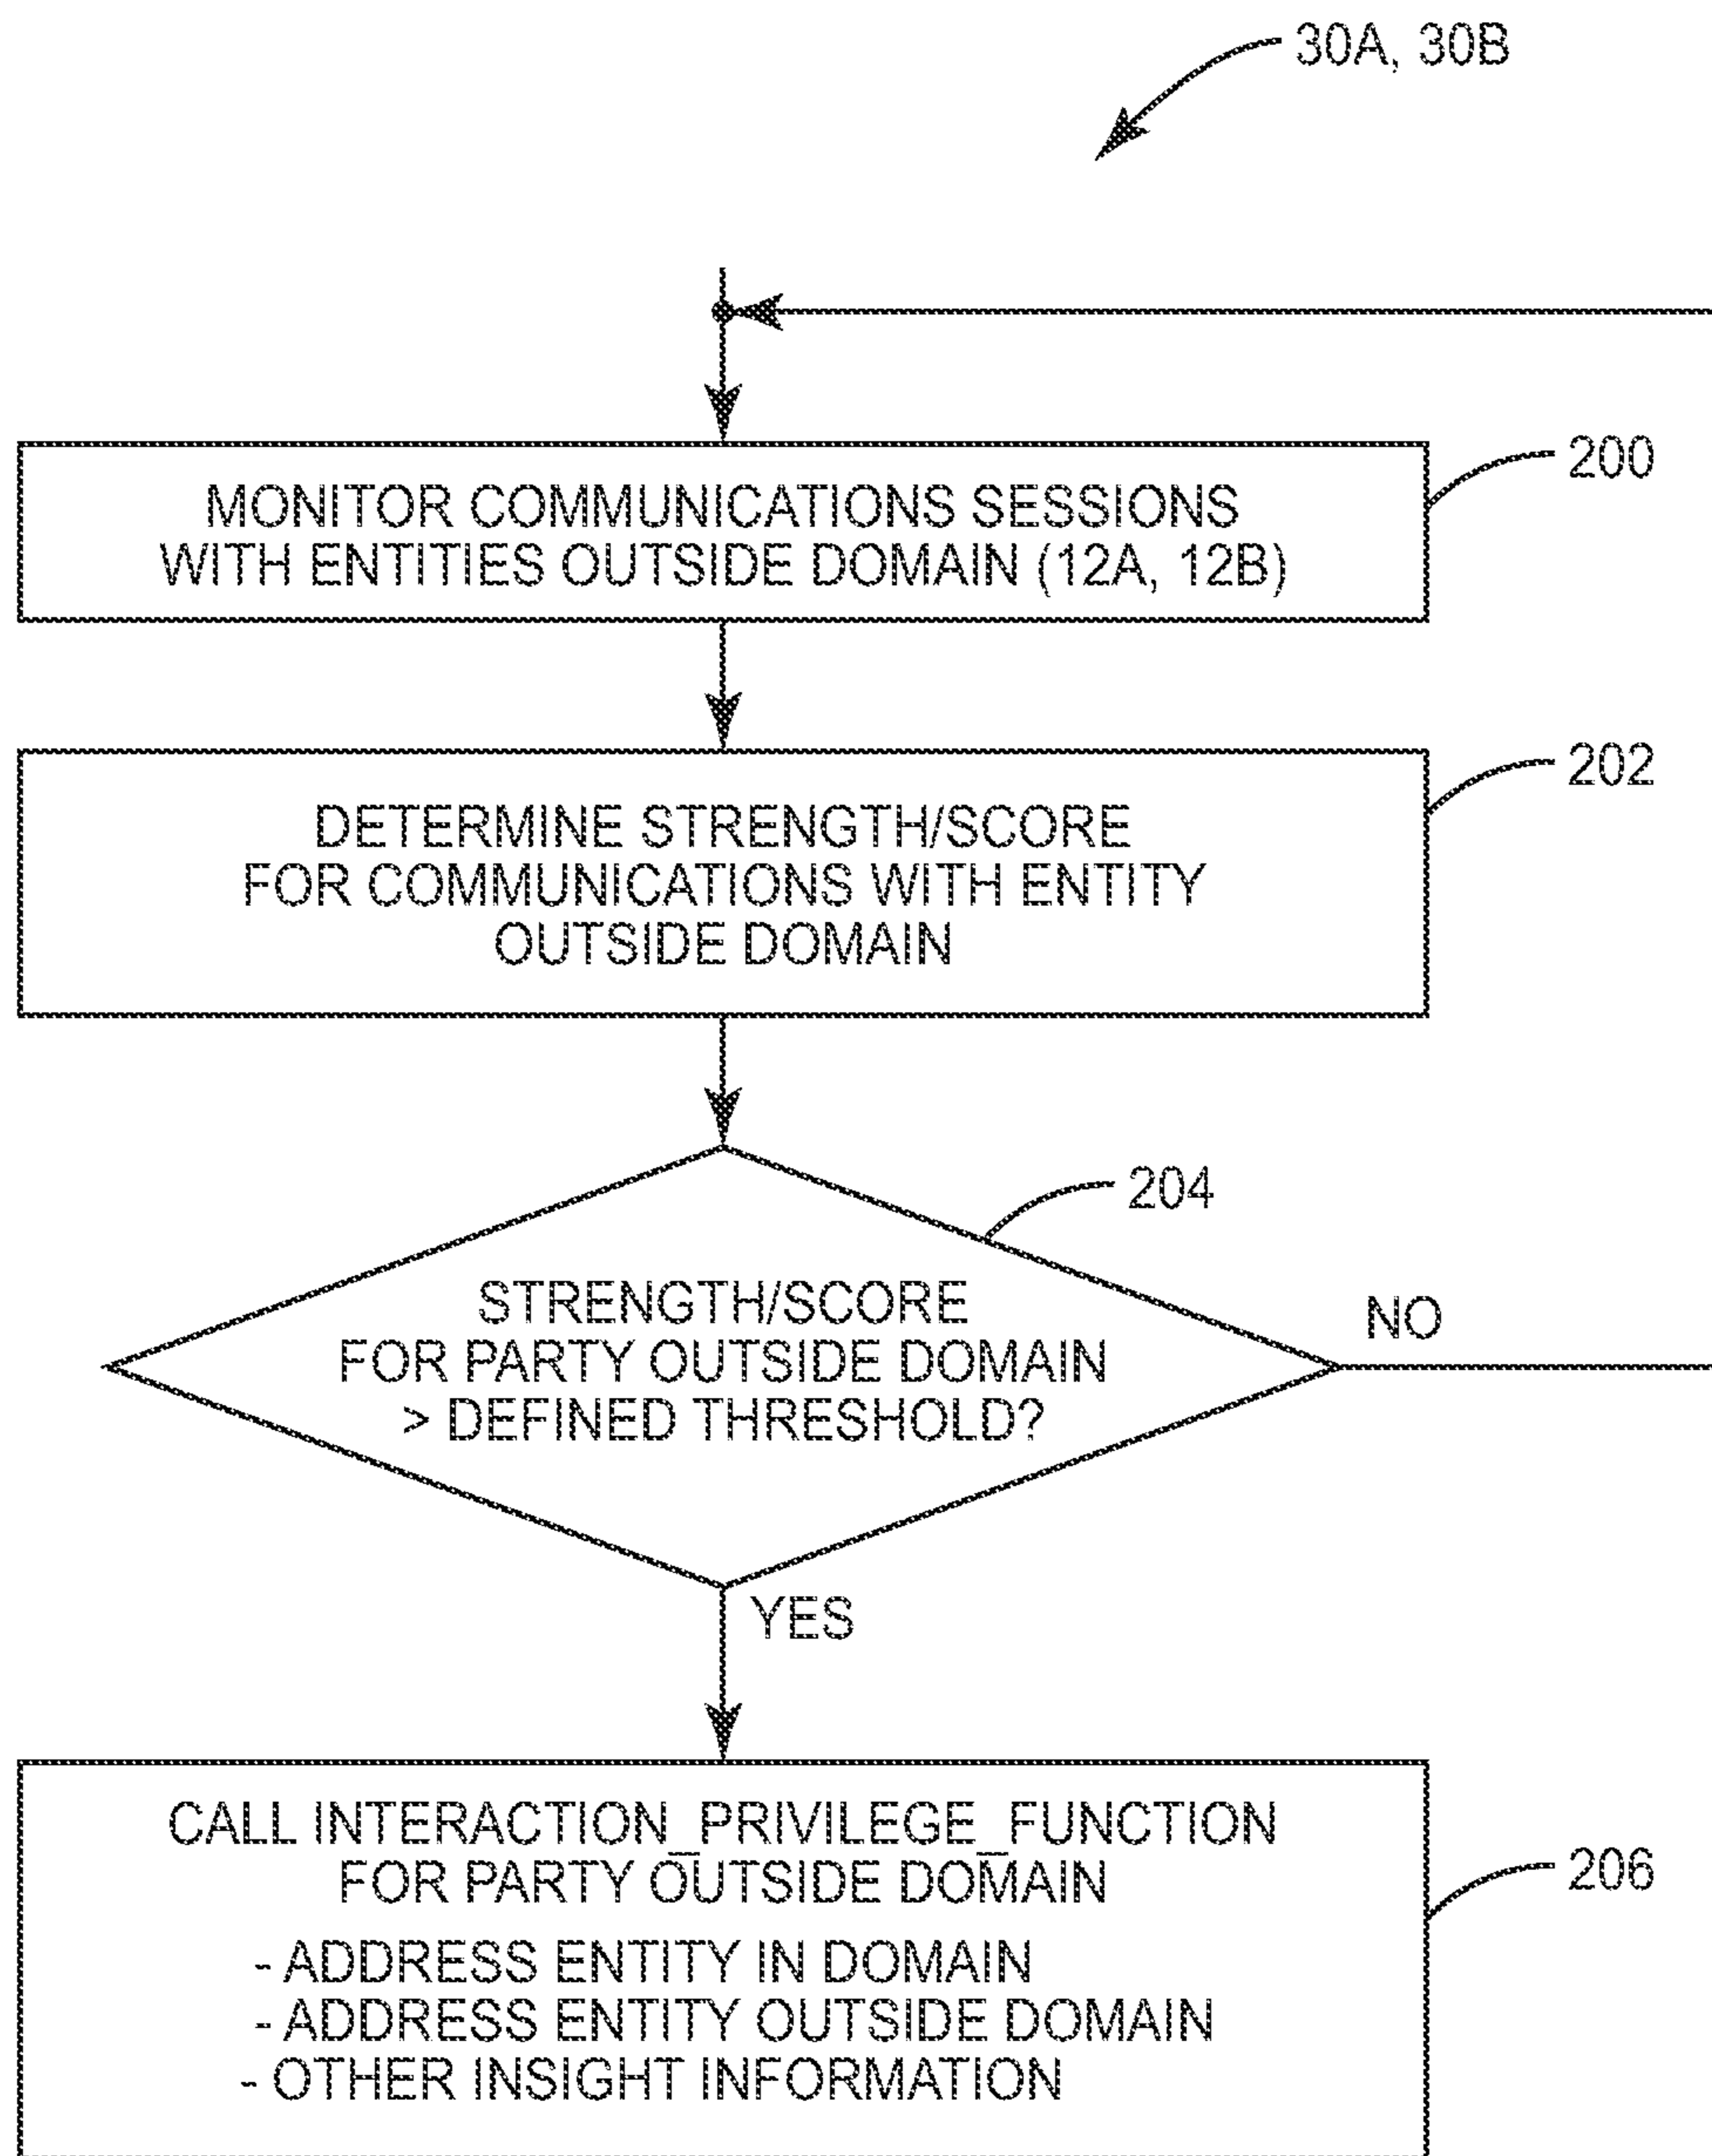 30A, 30B
MONITOR COMMUNICATIONS SESSIONS
WITH ENTITIES OUTSIDE DOMAIN (12A, 12B)
200
DETERMINE STRENGTH/SCORE
FOR COMMUNICATIONS WITH ENTITY
OUTSIDE DOMAIN
202
204
STRENGTH/SCORE
FOR PARTY OUTSIDE DOMAIN
> DEFINED THRESHOLD?
NO
YES
CALL INTERACTION_PRIVILEGE_FUNCTION
FOR PARTY OUTSIDE DOMAIN
- ADDRESS ENTITY IN DOMAIN
- ADDRESS ENTITY OUTSIDE DOMAIN
- OTHER INSIGHT INFORMATION
206